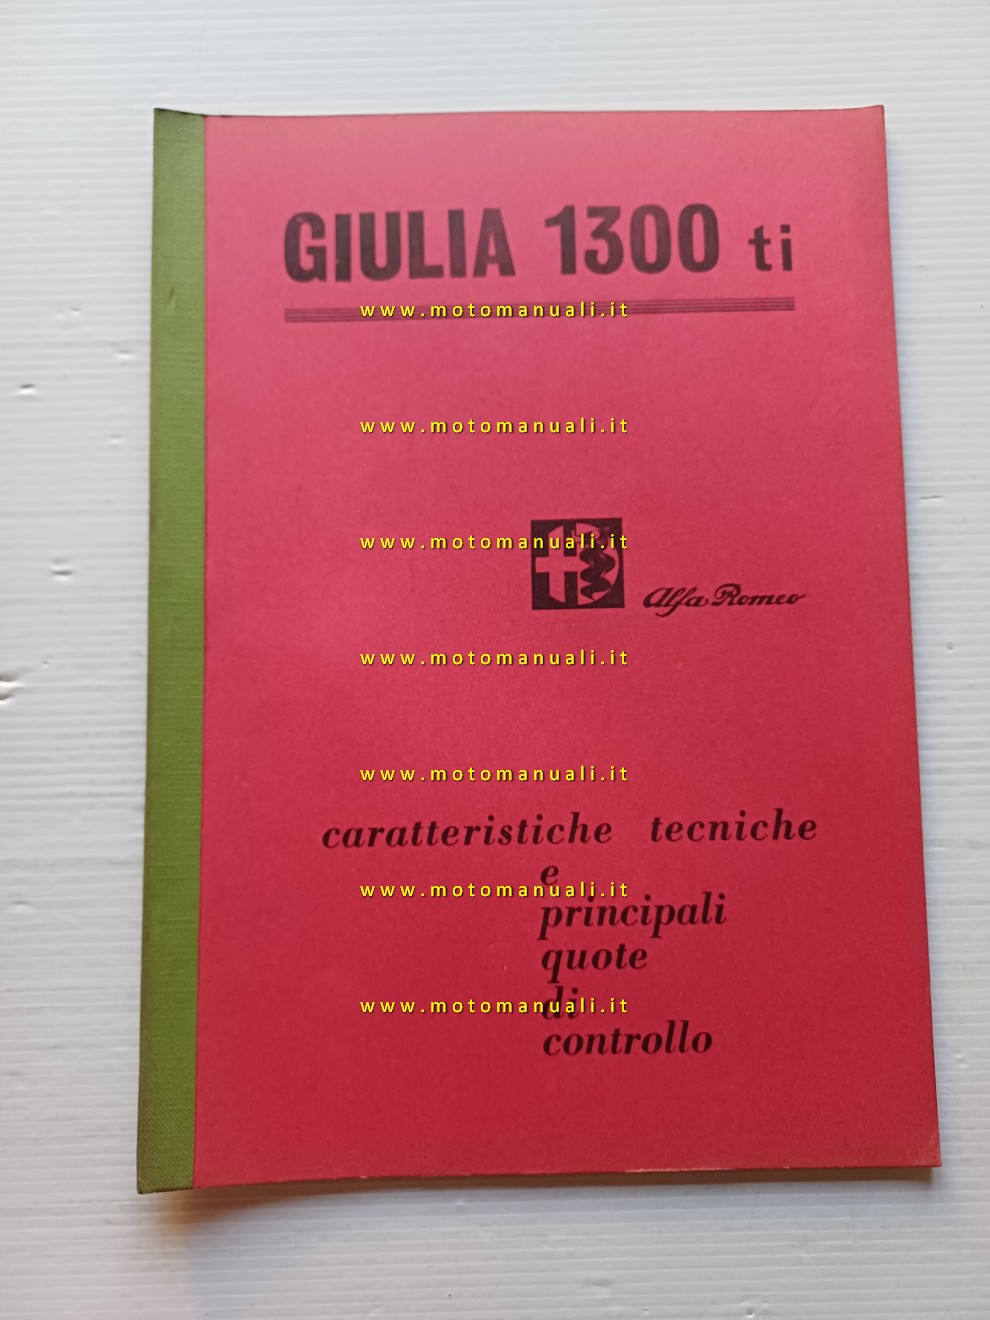 GIULIA 1300 ti
www.motomanuali.it
www.motomanuali.it
www.motomanuali.it
Alfa Romeo
www.motomanuali.it
www.motomanuali.it
caratteristiche tecniche
e
www.motomanuali.it
principali
quote
di
www.motomanuali.it
controllo